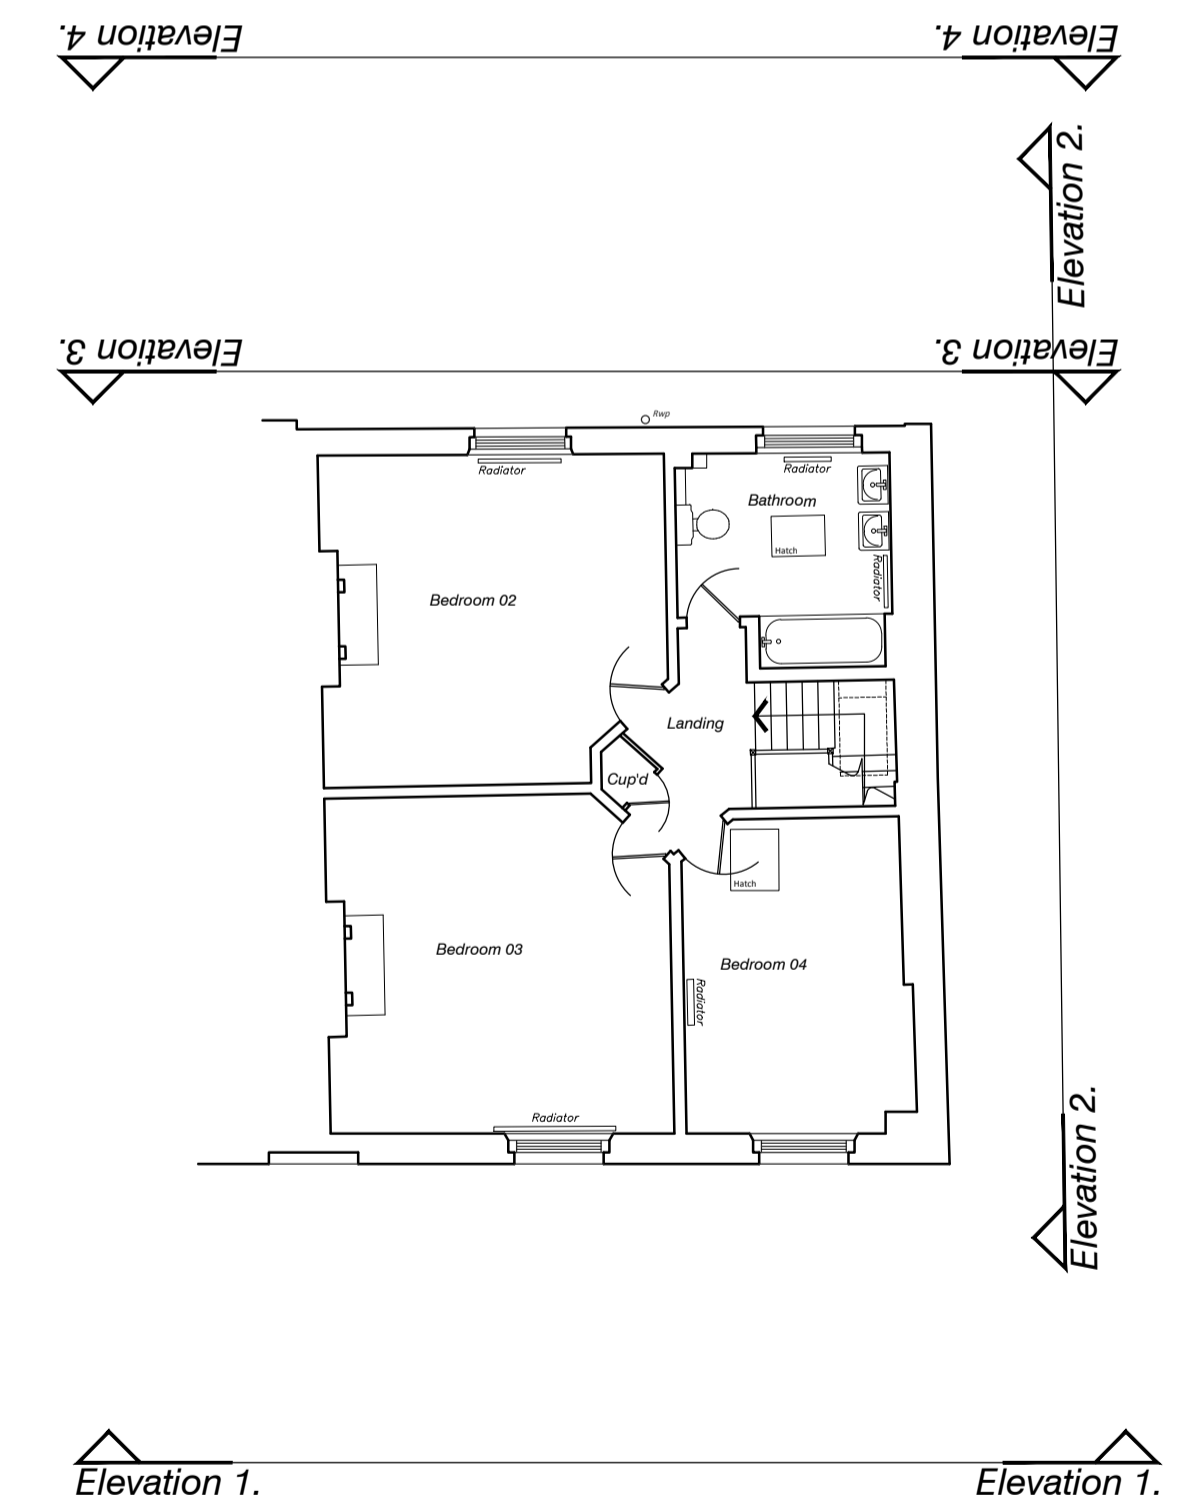 Elevation 4.
Elevation 4.
Elevation 2.
Elevation 3.
Elevation 3.
Rwp
Radiator
Radiator
Bathroom
Hatch
Radiator
Bedroom 02
Landing
Cup'd
Hatch
Bedroom 03
Bedroom 04
Radiator
Radiator
Elevation 2.
Elevation 1.
Elevation 1.